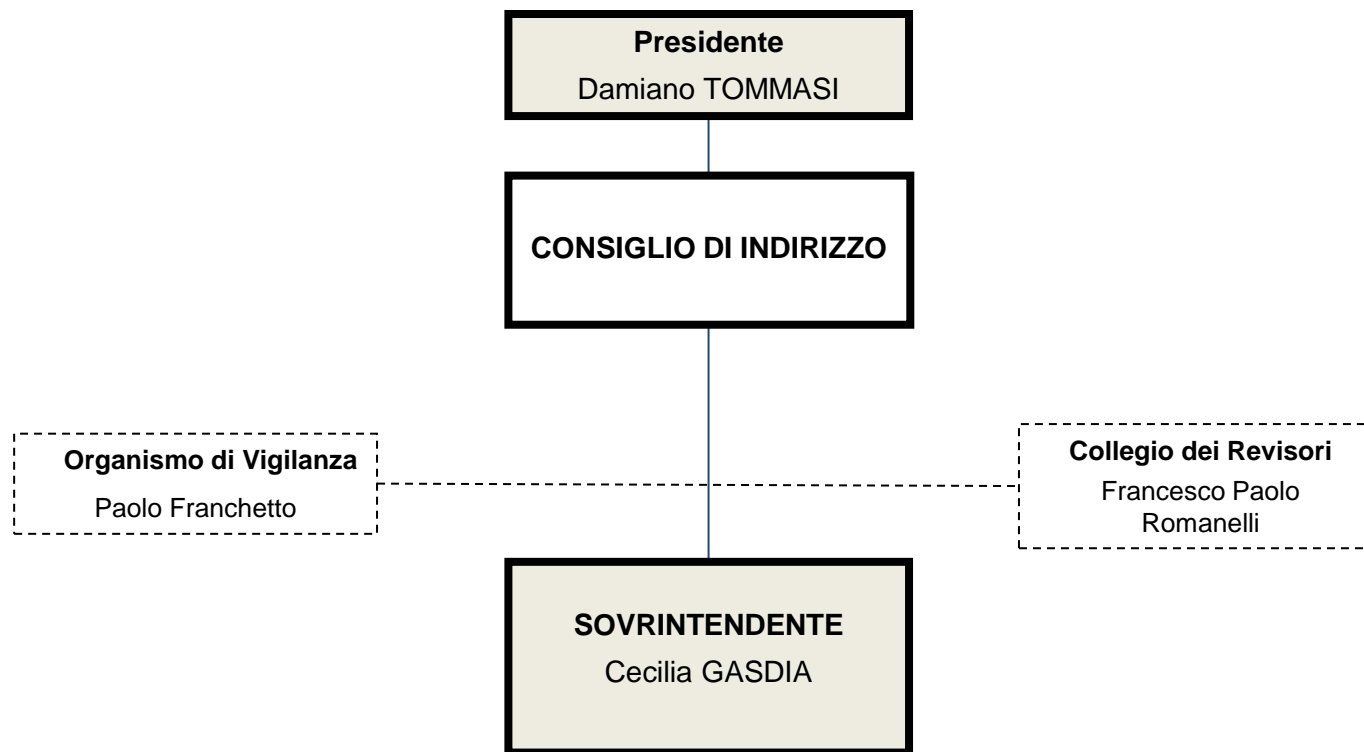 Presidente
Damiano TOMMASI
CONSIGLIO DI INDIRIZZO
Organismo di Vigilanza
Paolo Franchetto
Collegio dei Revisori
Francesco Paolo
Romanelli
SOVRINTENDENTE
Cecilia GASDIA